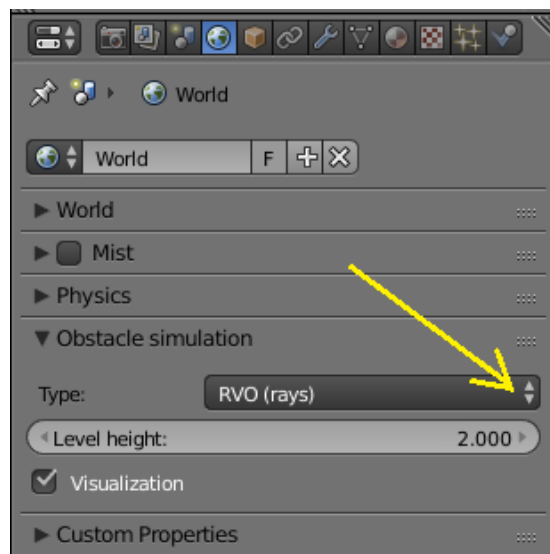 World
World F
World
Mist
Physics
Obstacle simulation
Type: RVO (rays)
Level height: 2.000
Visualization
Custom Properties